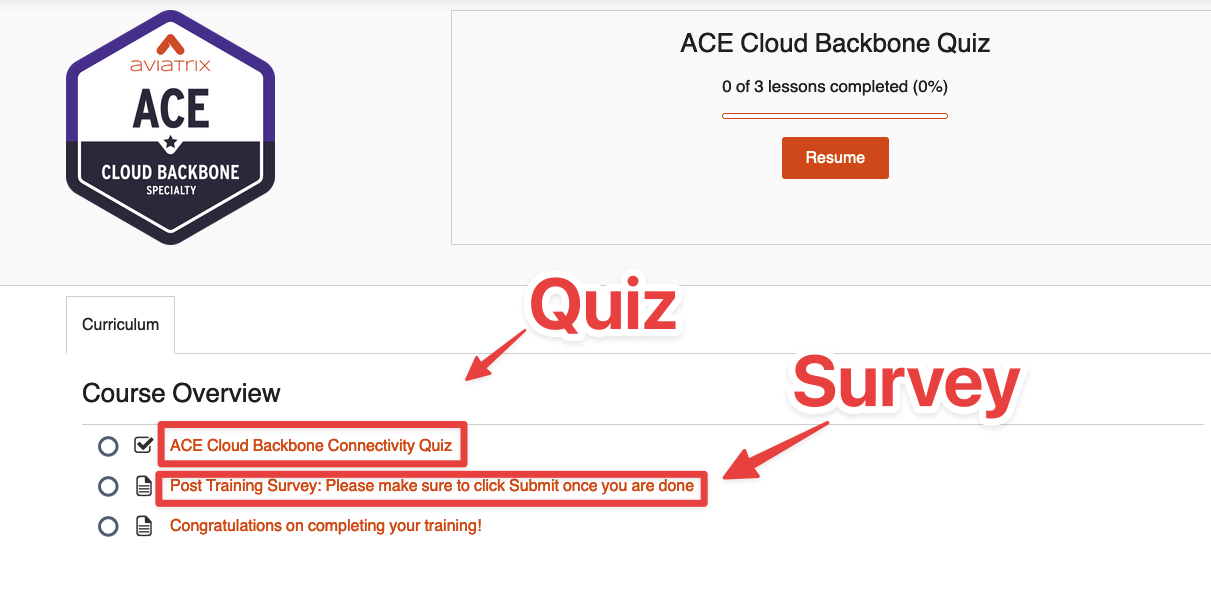 aviatrix
ACE
CLOUD BACKBONE
SPECIALTY
ACE Cloud Backbone Quiz
0 of 3 lessons completed (0%)
Resume
Quiz
Curriculum
Survey
Course Overview
ACE Cloud Backbone Connectivity Quiz
Post Training Survey: Please make sure to click Submit once you are done
Congratulations on completing your training!